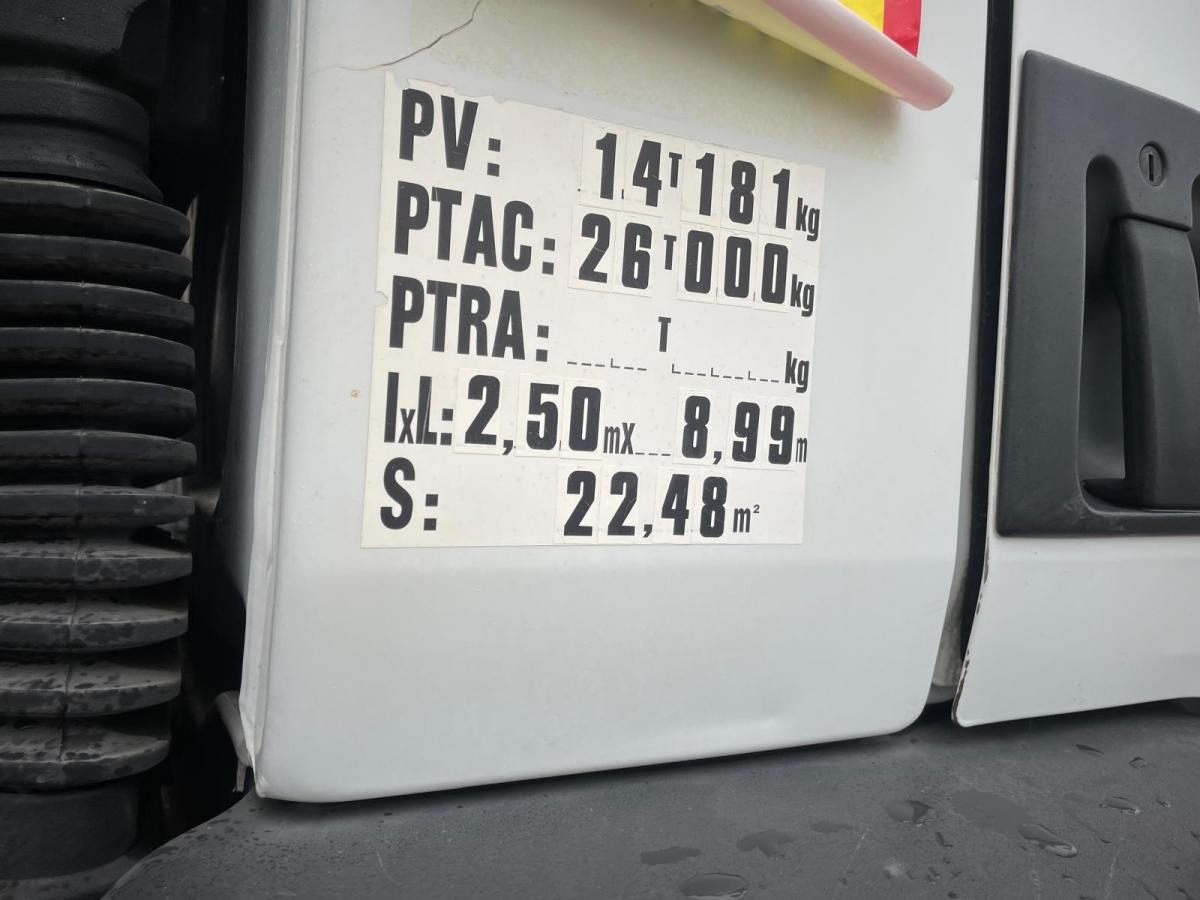 PV: 14T181kg
PTAC: 26T000kg
PTRA: T kg
lxL: 2,50mx 8,99m
S: 22,48m²